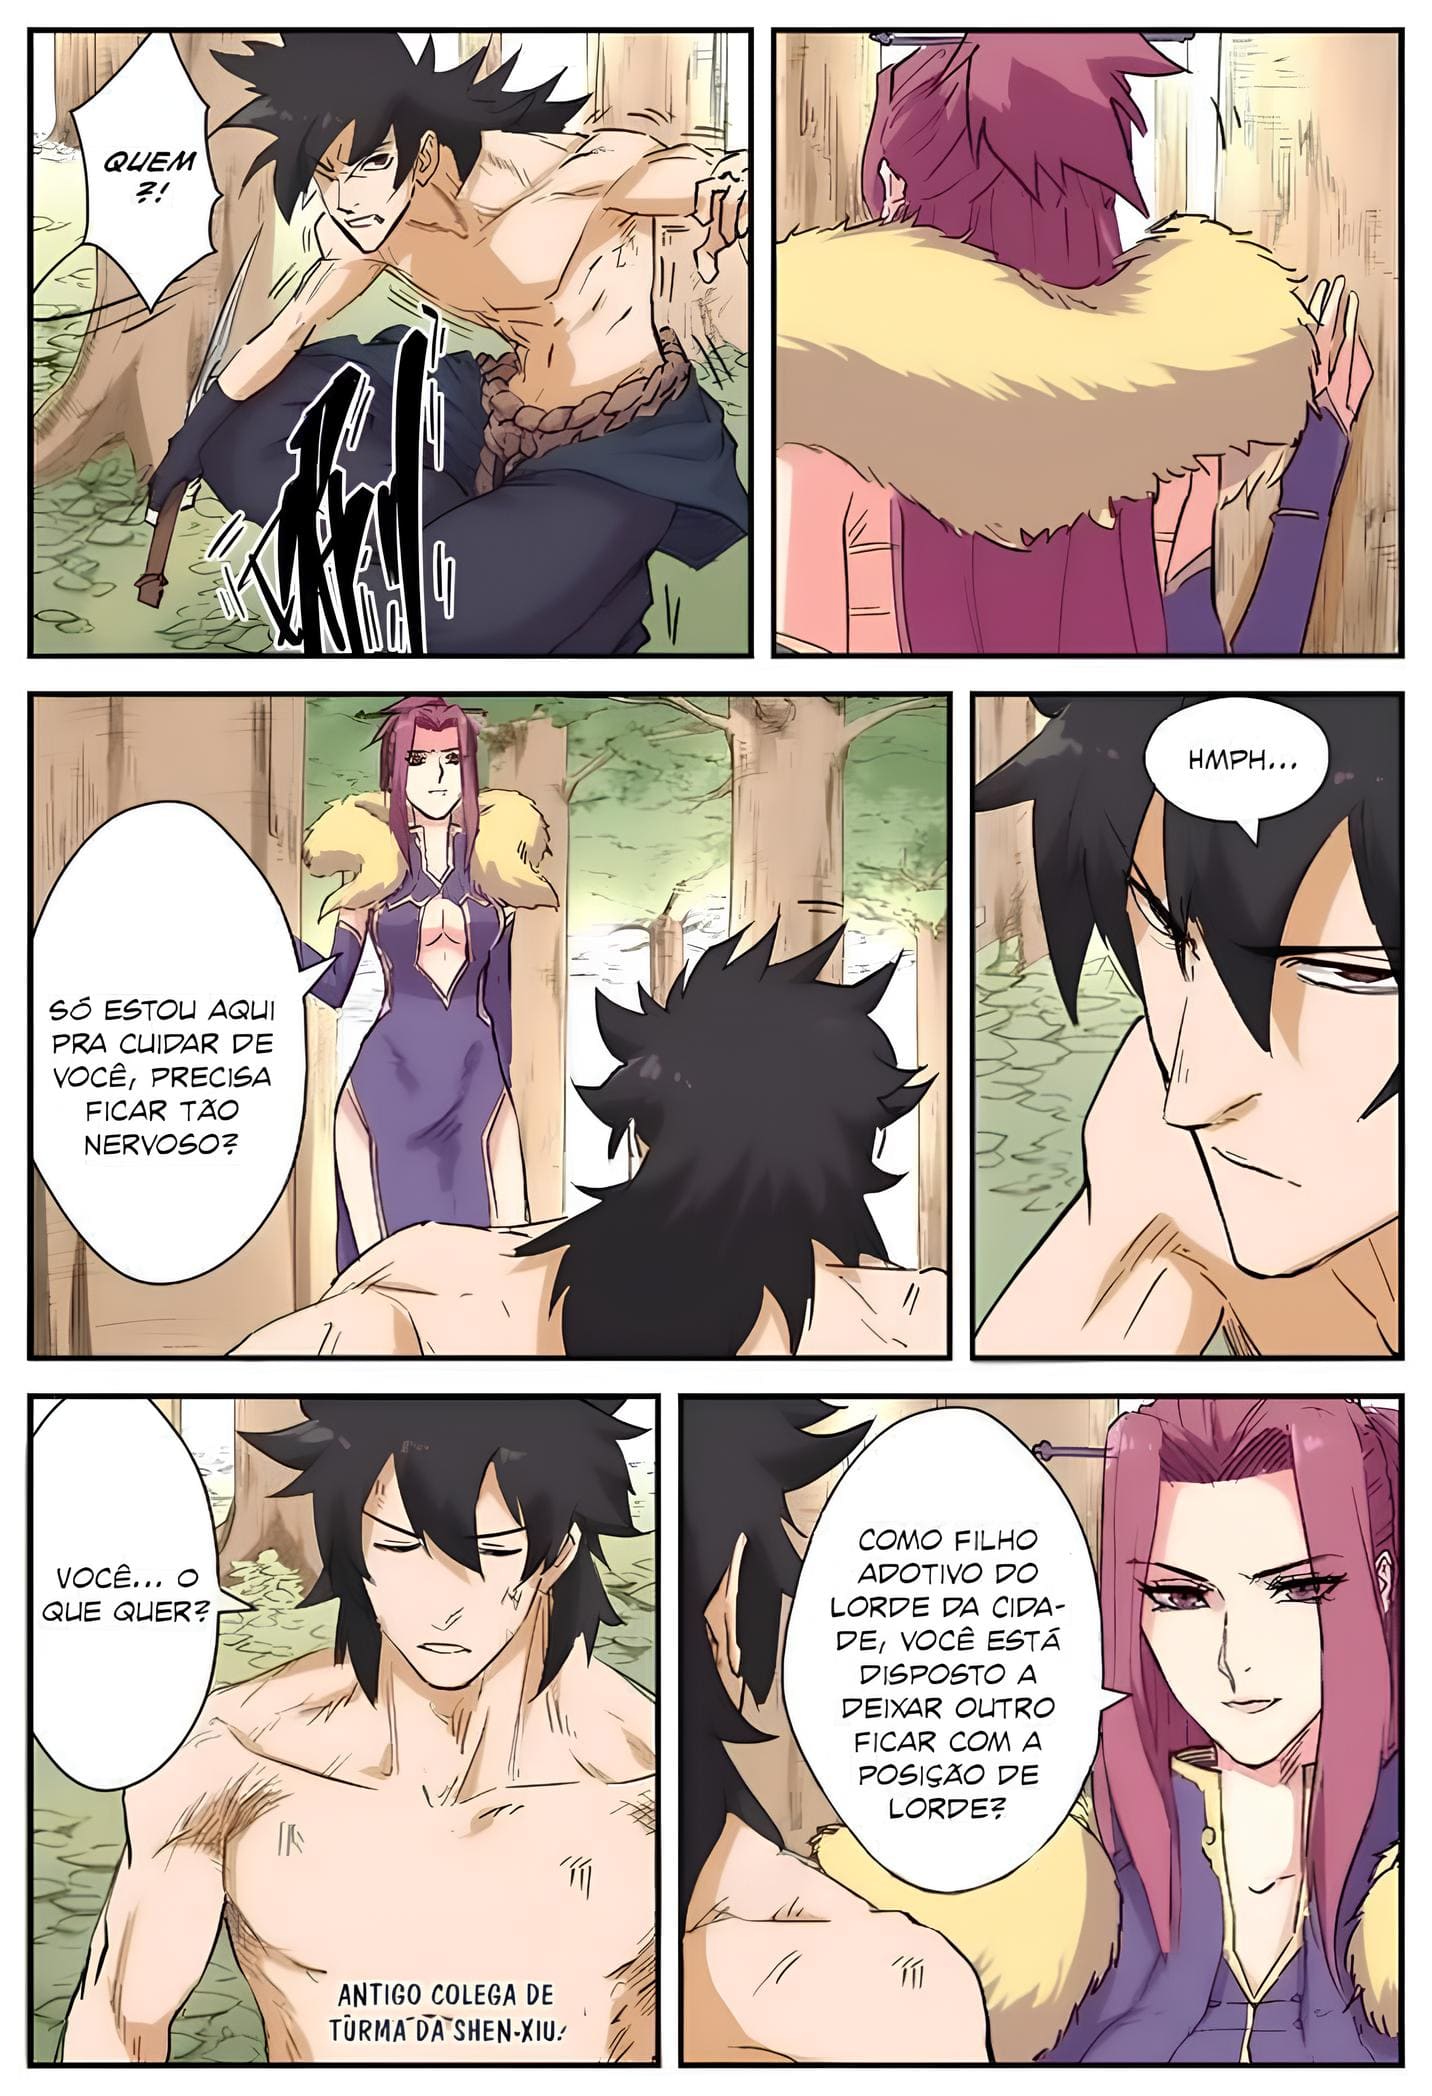 QUEM
?!
SÓ ESTOU AQUI
PRA CUIDAR DE
VOCÊ, PRECISA
FICAR TÃO
NERVOSO?
HMPH...
VOCÊ... O
QUE QUER?
ANTIGO COLEGA DE
TURMA DA SHEN-XIU.
COMO FILHO
ADOTIVO DO
LORDE DA CIDA-
DE, VOCÊ ESTÁ
DISPOSTO A
DEIXAR OUTRO
FICAR COM A
POSIÇÃO DE
LORDE?